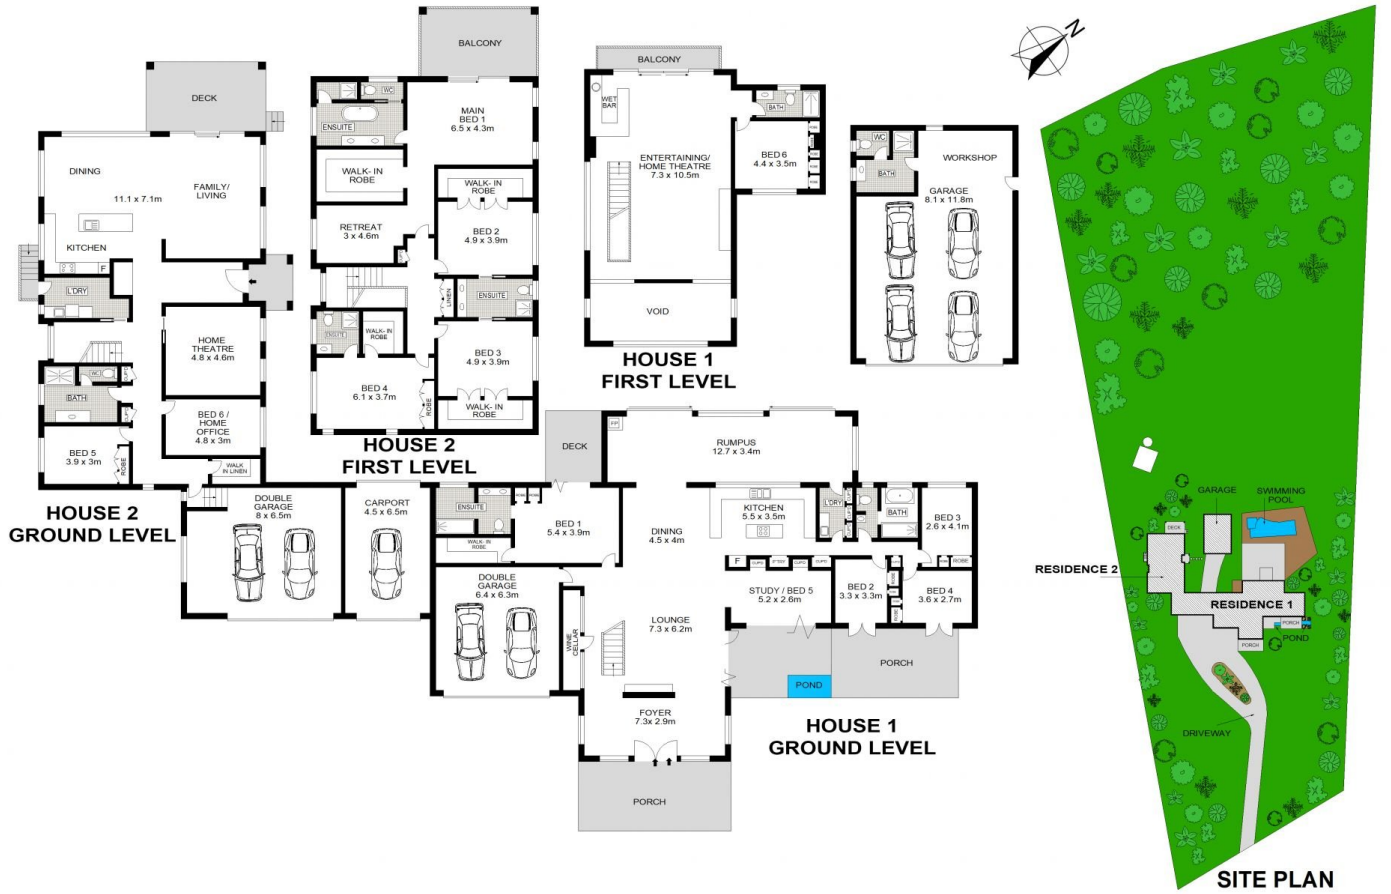 BALCONY
WC
ENSUITE
MAIN
BED 1
6.5 x 4.3m
WALK- IN
ROBE
WALK- IN
ROBE
RETREAT
3 x 4.6m
BED 2
4.9 x 3.9m
LINEN
ENSUITE
ENSUITE
WALK- IN
ROBE
BED 3
4.9 x 3.9m
BED 4
6.1 x 3.7m
ROBE
WALK- IN
ROBE
HOUSE 2
FIRST LEVEL
DECK
DINING
11.1 x 7.1m
FAMILY/
LIVING
KITCHEN
F
L'DRY
HOME
THEATRE
4.8 x 4.6m
WC
BATH
BED 6 /
HOME
OFFICE
4.8 x 3m
BED 5
3.9 x 3m
ROBE
WALK
IN LINEN
HOUSE 2
GROUND LEVEL
DOUBLE
GARAGE
8 x 6.5m
CARPORT
4.5 x 6.5m
BALCONY
WET
BAR
BATH
ENTERTAINING/
HOME THEATRE
7.3 x 10.5m
BED 6
4.4 x 3.5m
VOID
HOUSE 1
FIRST LEVEL
WC
BATH
WORKSHOP
GARAGE
8.1 x 11.8m
DECK
FP
RUMPUS
12.7 x 3.4m
ENSUITE
WALK- IN
ROBE
BED 1
5.4 x 3.9m
DINING
4.5 x 4m
KITCHEN
5.5 x 3.5m
L'DRY
BATH
BED 3
2.6 x 4.1m
ROBE
F
DOUBLE
GARAGE
6.4 x 6.3m
WINE
CELLAR
LOUNGE
7.3 x 6.2m
STUDY / BED 5
5.2 x 2.6m
BED 2
3.3 x 3.3m
BED 4
3.6 x 2.7m
PORCH
POND
FOYER
7.3x 2.9m
HOUSE 1
GROUND LEVEL
PORCH
N
GARAGE
SWIMMING
POOL
DECK
RESIDENCE 2
RESIDENCE 1
PORCH
POND
PORCH
DRIVEWAY
SITE PLAN